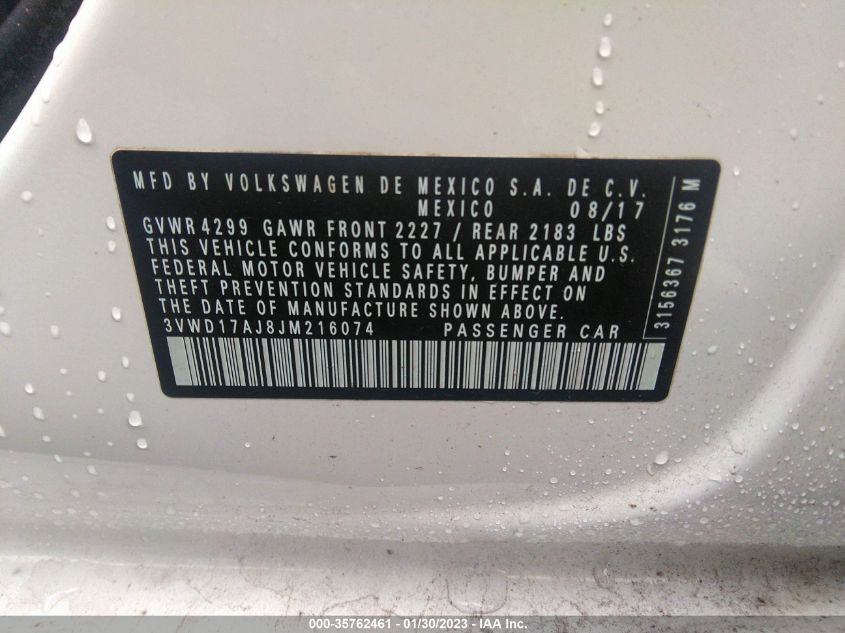 MFD BY VOLKSWAGEN DE MEXICO S.A. DE C.V.
MEXICO 08/17
GVWR 4299 GAWR FRONT 2227 / REAR 2183 LBS
THIS VEHICLE CONFORMS TO ALL APPLICABLE U.S.
FEDERAL MOTOR VEHICLE SAFETY, BUMPER AND
THEFT PREVENTION STANDARDS IN EFFECT ON
THE DATE OF MANUFACTURE SHOWN ABOVE.
3VWD17AJ8JM216074 PASSENGER CAR
3156367 3176 M
000-35762461 - 01/30/2023 - IAA Inc.